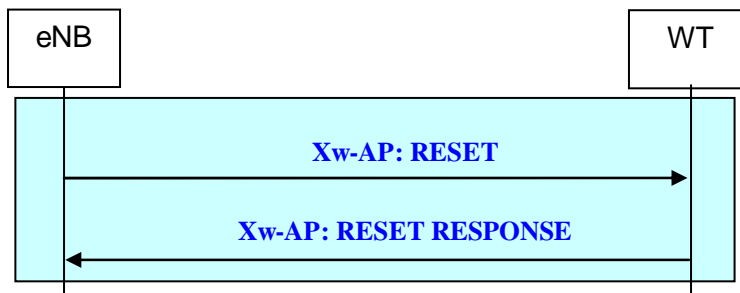 eNB
WT
Xw-AP: RESET
Xw-AP: RESET RESPONSE